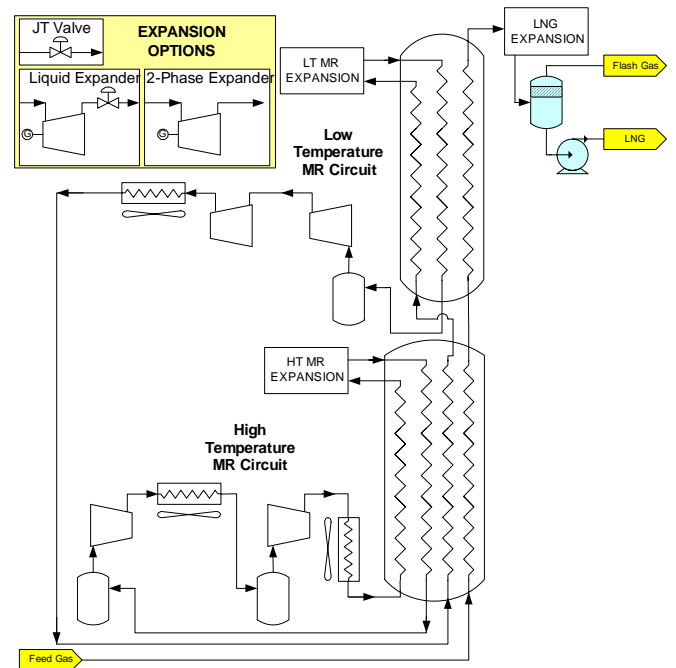 JT Valve
EXPANSION
OPTIONS
Liquid Expander
2-Phase Expander
G
G
LT MR
EXPANSION
LNG
EXPANSION
Flash Gas
LNG
Low
Temperature
MR Circuit
HT MR
EXPANSION
High
Temperature
MR Circuit
Feed Gas